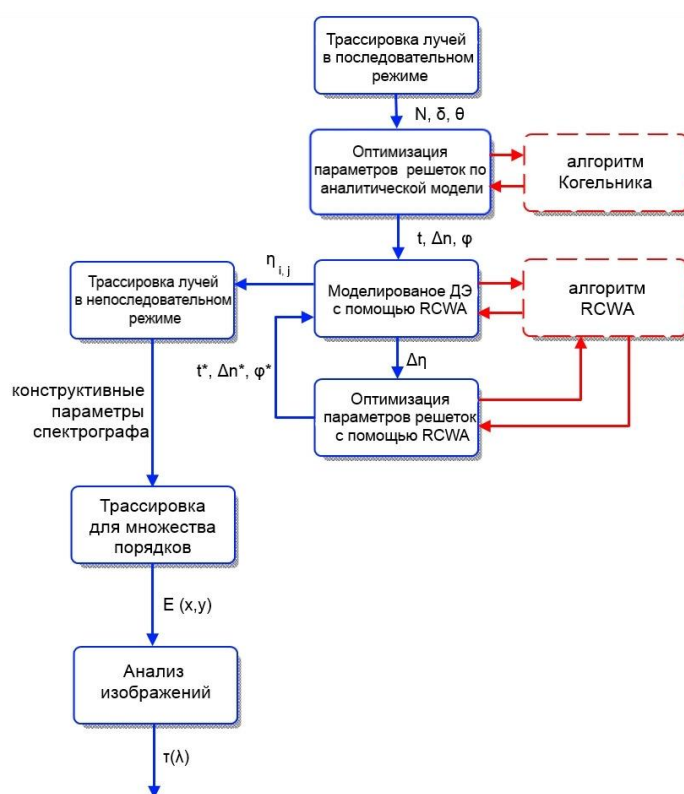 Трассировка лучей
в последовательном
режиме
N, δ, θ
Оптимизация
параметров решеток по
аналитической модели
алгоритм
Когельника
t, Δn, φ
η i, j
Трассировка лучей
в непоследовательном
режиме
Моделированое ДЭ
с помощью RCWA
алгоритм
RCWA
t*, Δn*, φ*
Δη
конструктивные
параметры
спектрографа
Оптимизация
параметров решеток
с помощью RCWA
Трассировка
для множества
порядков
E (x,y)
Анализ
изображений
τ(λ)